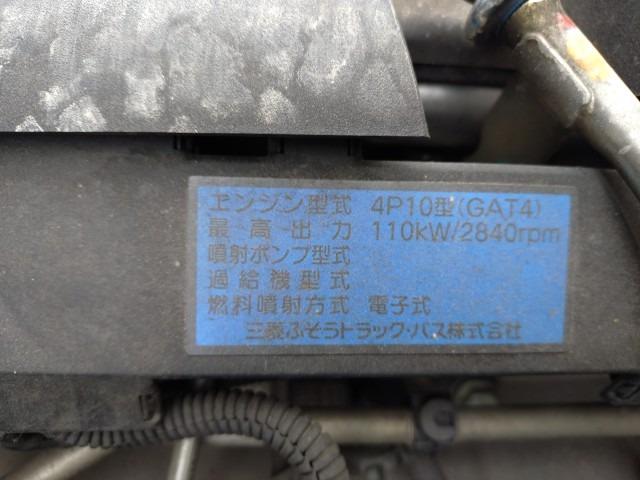 エンジン型式 4P10型(GAT4)
最高出力 110kW/2840rpm
噴射ポンプ型式
過給機型式
燃料噴射方式 電子式
三菱ふそうトラック・バス株式会社